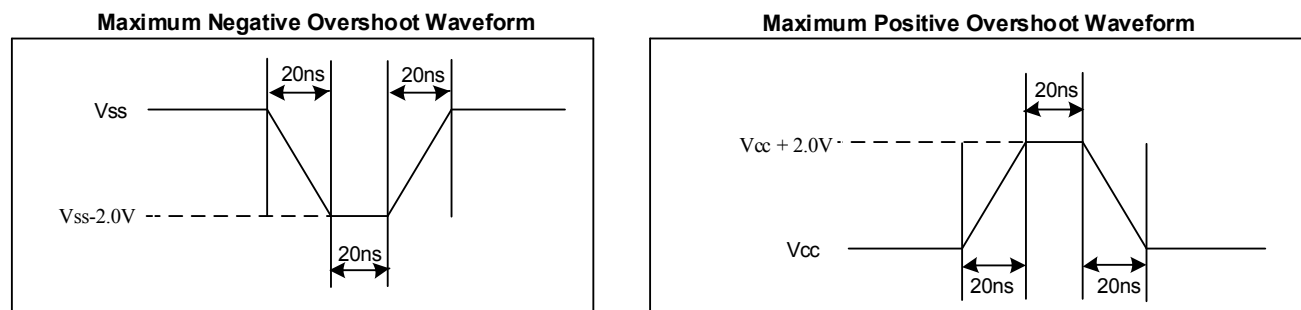 Maximum Negative Overshoot Waveform
20ns
20ns
Vss
Vss-2.0V
20ns
Maximum Positive Overshoot Waveform
20ns
Vcc + 2.0V
Vcc
20ns
20ns